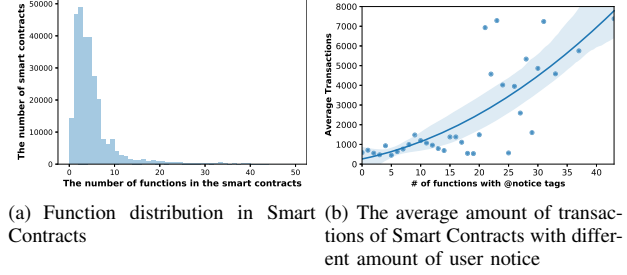 50000
40000
30000
20000
10000
0
0 10 20 30 40 50
The number of smart contracts
The number of functions in the smart contracts
8000
7000
6000
5000
4000
3000
2000
1000
0
0 5 10 15 20 25 30 35 40
Average Transactions
# of functions with @notice tags
(a) Function distribution in Smart
Contracts
(b) The average amount of transac-
tions of Smart Contracts with differ-
ent amount of user notice